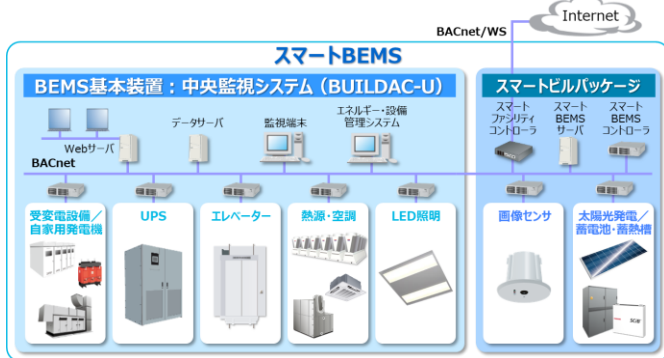 Internet
BACnet/WS
スマートBEMS
BEMS基本装置：中央監視システム（BUILDAC-U）
Webサーバ
データサーバ
監視端末
エネルギー・設備
管理システム
BACnet
スマートビルパッケージ
スマート
ファシリティ
コントローラ
スマート
BEMS
サーバ
スマート
BEMS
コントローラ
受変電設備／
自家用発電機
UPS
エレベーター
熱源・空調
LED照明
画像センサ
太陽光発電／
蓄電池・蓄熱槽